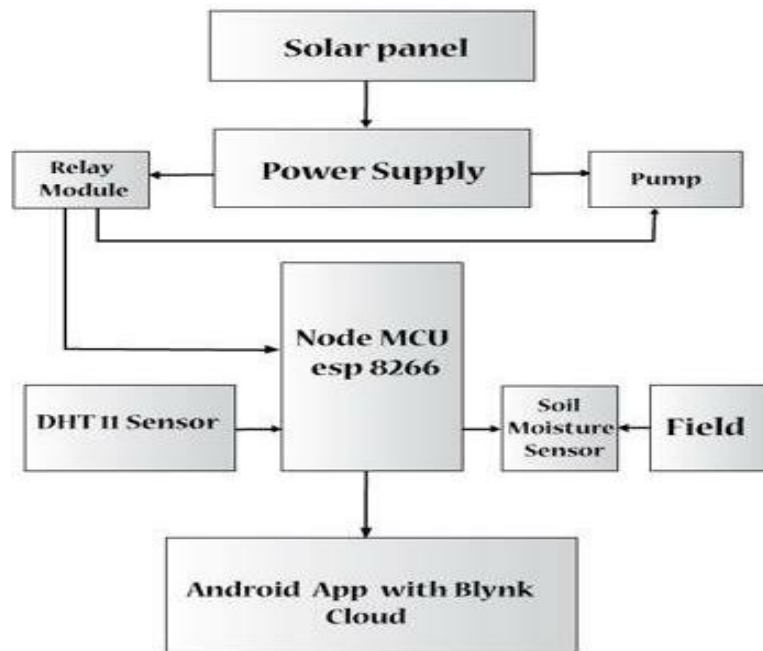 Solar panel
Relay
Module
Power Supply
Pump
Node MCU
esp 8266
DHT 11 Sensor
Soil
Moisture
Sensor
Field
Android App with Blynk
Cloud